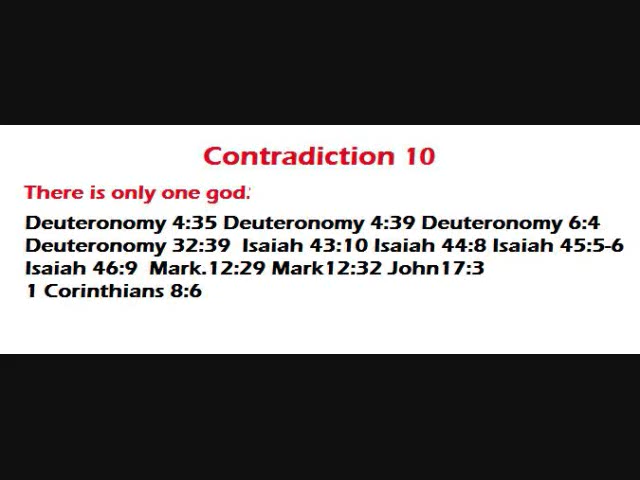 Contradiction 10
There is only one god:
Deuteronomy 4:35 Deuteronomy 4:39 Deuteronomy 6:4
Deuteronomy 32:39 Isaiah 43:10 Isaiah 44:8 Isaiah 45:5-6
Isaiah 46:9 Mark.12:29 Mark12:32 John17:3
1 Corinthians 8:6